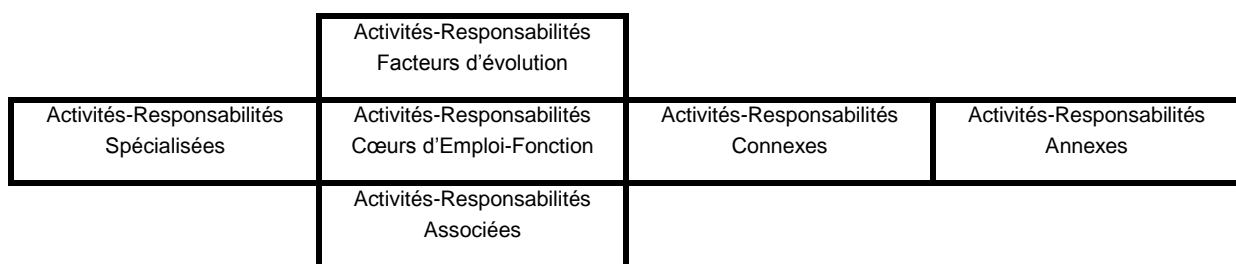 Activités-Responsabilités
Facteurs d’évolution
Activités-Responsabilités
Spécialisées
Activités-Responsabilités
Cœurs d’Emploi-Fonction
Activités-Responsabilités
Connexes
Activités-Responsabilités
Annexes
Activités-Responsabilités
Associées